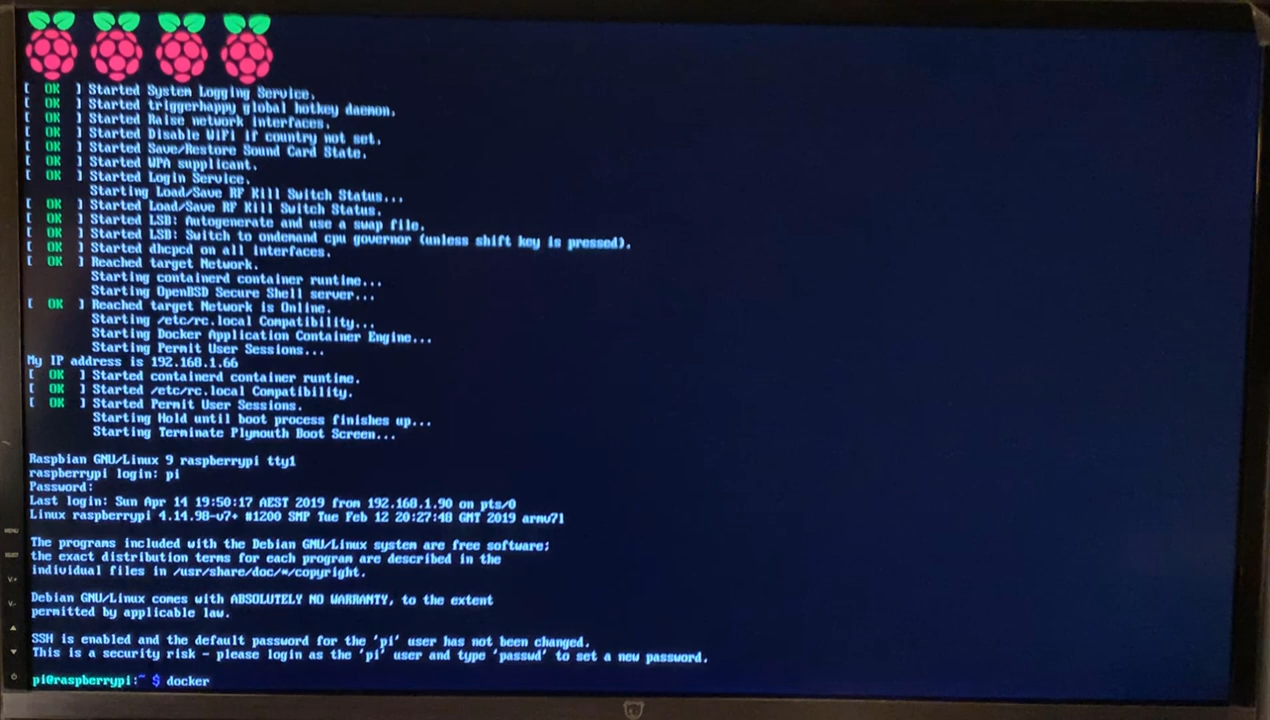 [ OK ] Started System Logging Service.
[ OK ] Started triggerhappy global hotkey daemon.
[ OK ] Started Raise network interfaces.
[ OK ] Started Disable WiFi if country not set.
[ OK ] Started Save/Restore Sound Card State.
[ OK ] Started WPA supplicant.
[ OK ] Started Login Service.
Starting Load/Save RF Kill Switch Status...
[ OK ] Started Load/Save RF Kill Switch Status.
[ OK ] Started LSB: Autogenerate and use a swap file.
[ OK ] Started LSB: Switch to ondemand cpu governor (unless shift key is pressed).
[ OK ] Started dhcpcd on all interfaces.
[ OK ] Reached target Network.
Starting containerd container runtime...
Starting OpenBSD Secure Shell server...
[ OK ] Reached target Network is Online.
Starting /etc/rc.local Compatibility...
Starting Docker Application Container Engine...
Starting Permit User Sessions...
My IP address is 192.168.1.66
[ OK ] Started containerd container runtime.
[ OK ] Started /etc/rc.local Compatibility.
[ OK ] Started Permit User Sessions.
Starting Hold until boot process finishes up...
Starting Terminate Plymouth Boot Screen...
Raspbian GNU/Linux 9 raspberrypi tty1
raspberrypi login: pi
Password:
Last login: Sun Apr 14 19:50:17 AEST 2019 from 192.168.1.90 on pts/0
Linux raspberrypi 4.14.98-v7+ #1200 SMP Tue Feb 12 20:27:48 GMT 2019 armv7l
The programs included with the Debian GNU/Linux system are free software;
the exact distribution terms for each program are described in the
individual files in /usr/share/doc/*/copyright.
Debian GNU/Linux comes with ABSOLUTELY NO WARRANTY, to the extent
permitted by applicable law.
SSH is enabled and the default password for the 'pi' user has not been changed.
This is a security risk - please login as the 'pi' user and type 'passwd' to set a new password.
pi@raspberrypi:~ $ docker
MENU
V+
V-